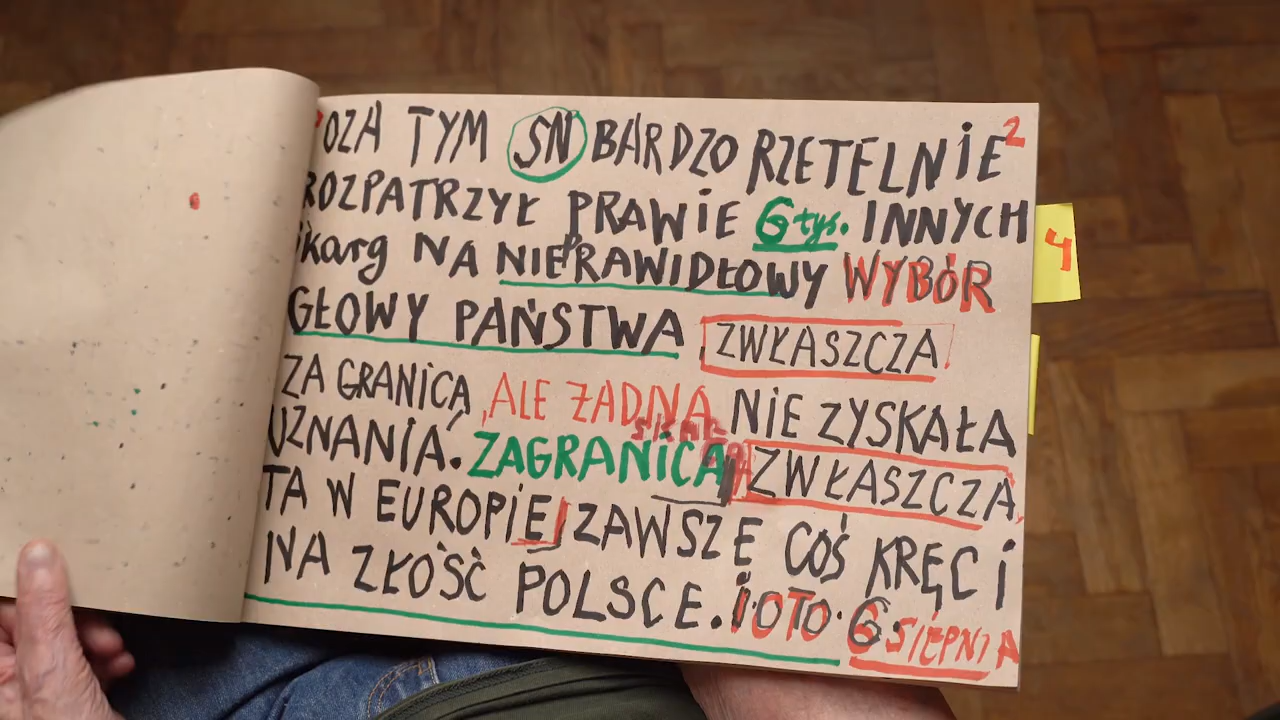 POZA TYM SN BARDZO RZETELNIE 2
ROZPATRZYŁ PRAWIE 6 tys. INNYCH
skarg NA NIEPRAWIDŁOWY WYBÓR
GŁOWY PAŃSTWA ZWŁASZCZA
ZA GRANICĄ, ALE ŻADNA NIE ZYSKAŁA
UZNANIA. ZAGRANICA, ZWŁASZCZA
TA W EUROPIE, ZAWSZE COŚ KRĘCI
NA ZŁOŚĆ POLSCE. I OTO 6 SIERPNIA
4